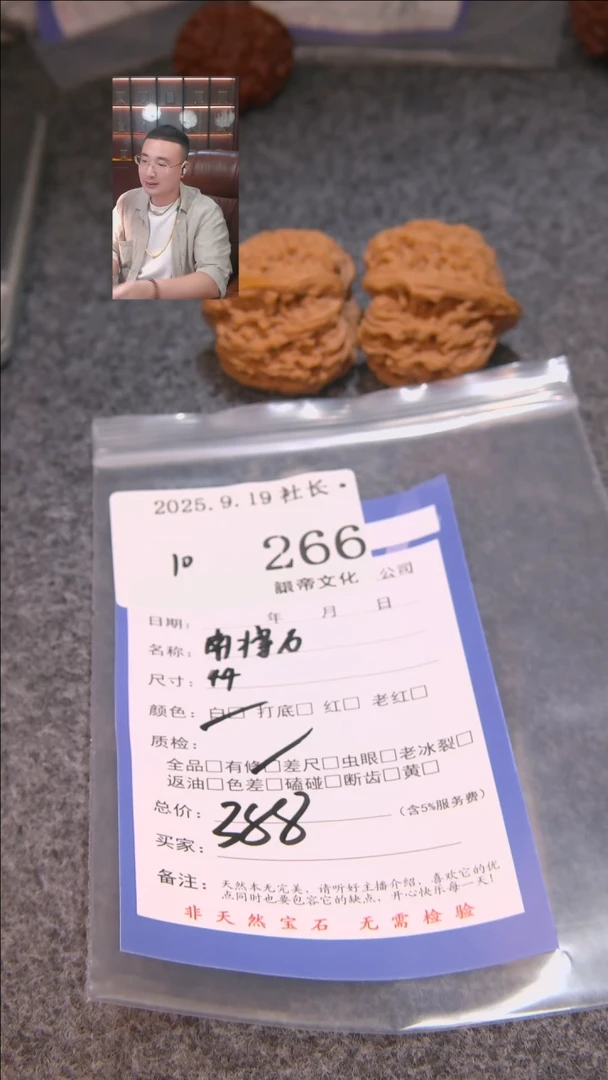 2025.9.19 社长.
10 266
諴帝文化 公司
日期: 年 月 日
名称: 南将石
尺寸: 44
颜色: 白□ 打底□ 红□ 老红□
质检:
全品□有修□差尺□虫眼□老冰裂□
返油□色差□磕碰□断齿□黄□
总价: 388 (含5%服务费)
买家:
备注: 天然本无完美, 请听好主播介绍, 喜欢它的优
点同时也要包容它的缺点, 开心快乐每一天!
非天然宝石 无需检验